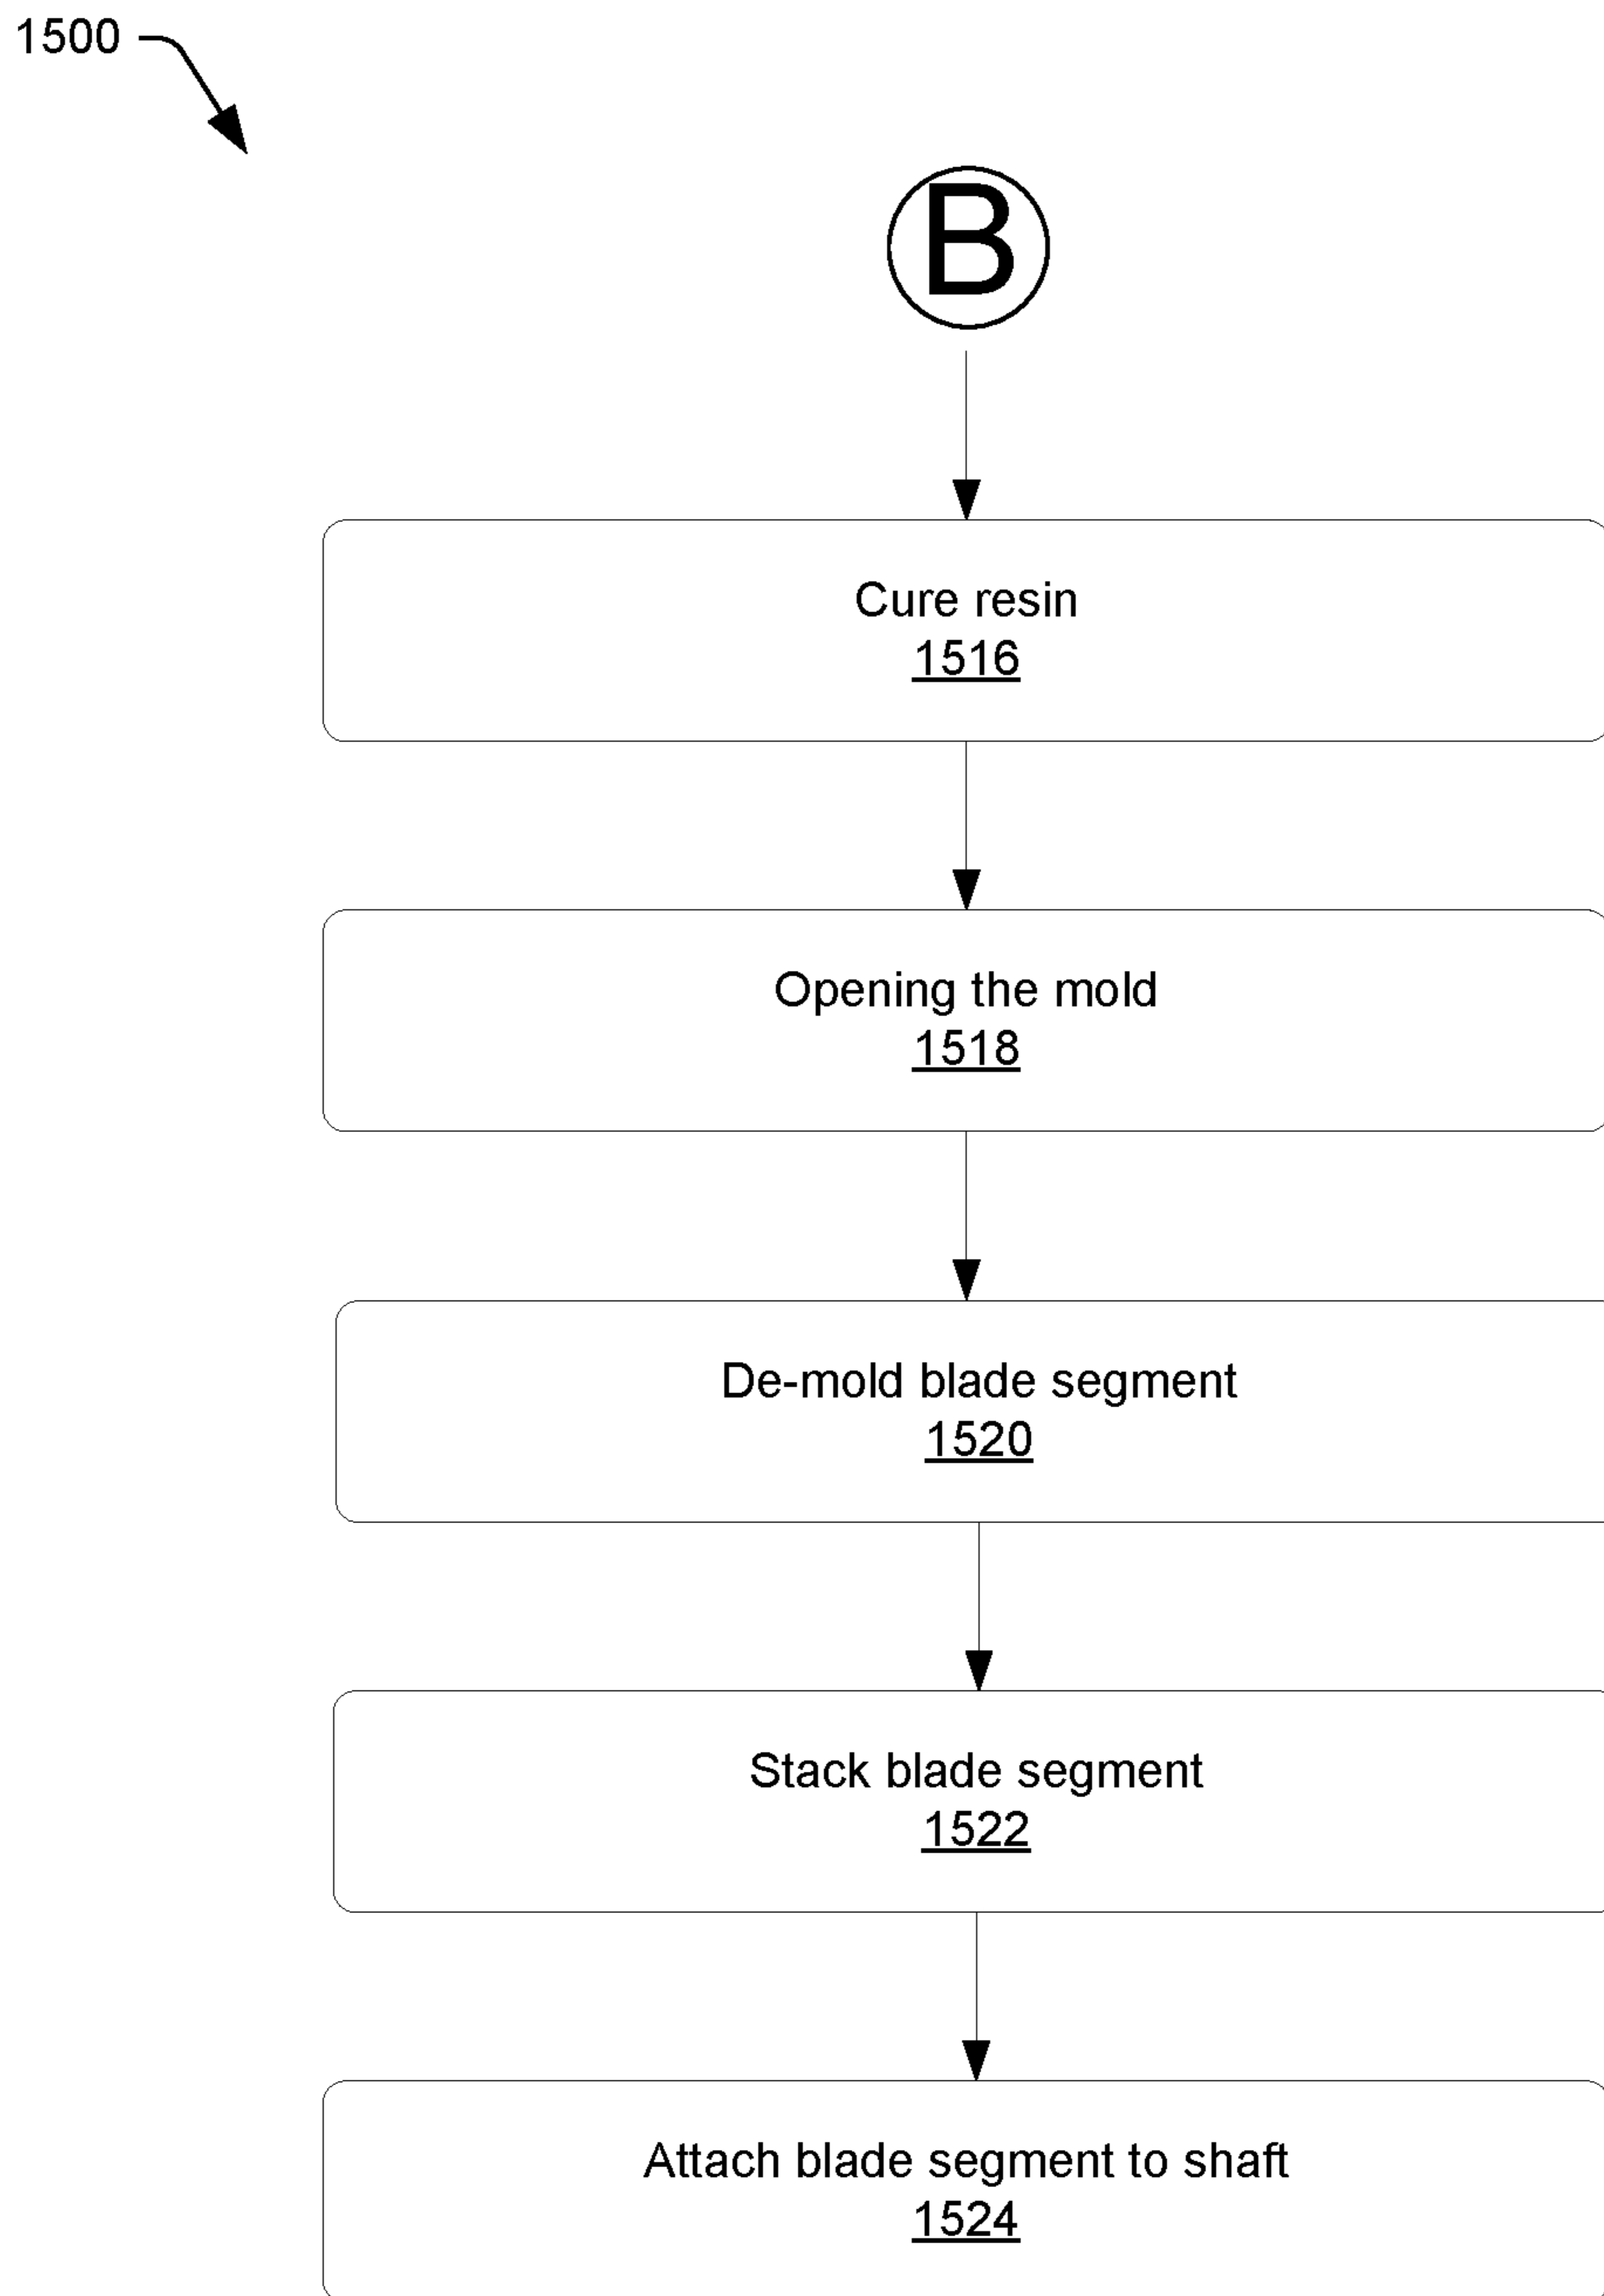 1500
B
Cure resin
1516
Opening the mold
1518
De-mold blade segment
1520
Stack blade segment
1522
Attach blade segment to shaft
1524